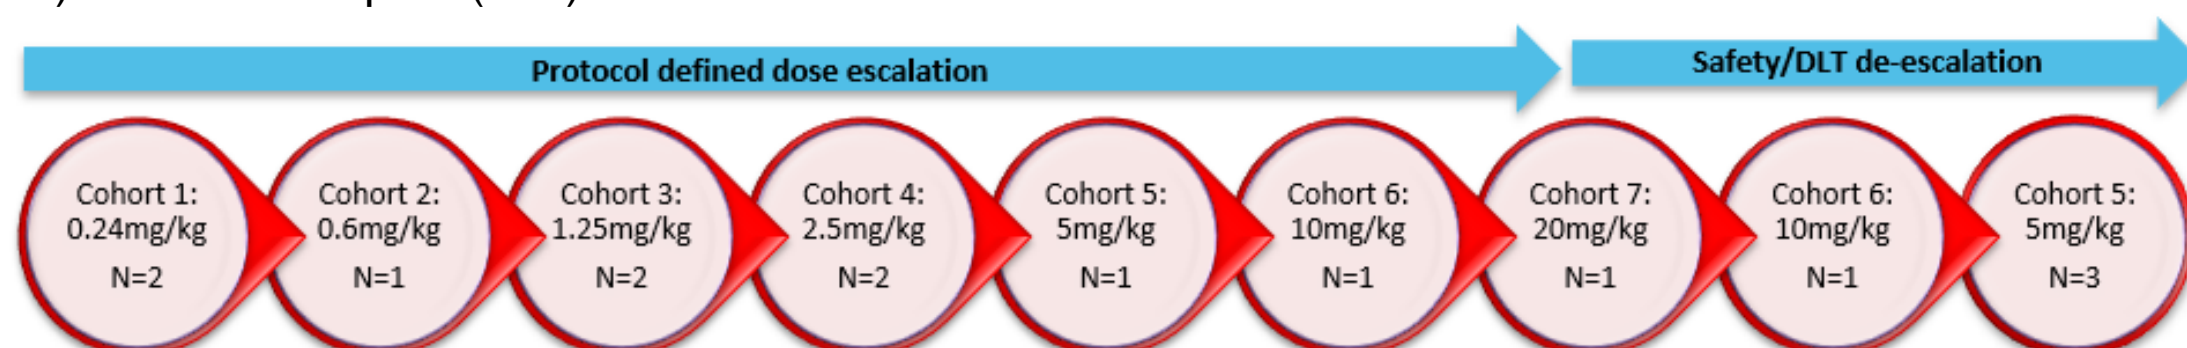 Protocol defined dose escalation
Safety/DLT de-escalation
Cohort 1:
0.24mg/kg
N=2
Cohort 2:
0.6mg/kg
N=1
Cohort 3:
1.25mg/kg
N=2
Cohort 4:
2.5mg/kg
N=2
Cohort 5:
5mg/kg
N=1
Cohort 6:
10mg/kg
N=1
Cohort 7:
20mg/kg
N=1
Cohort 6:
10mg/kg
N=1
Cohort 5:
5mg/kg
N=3